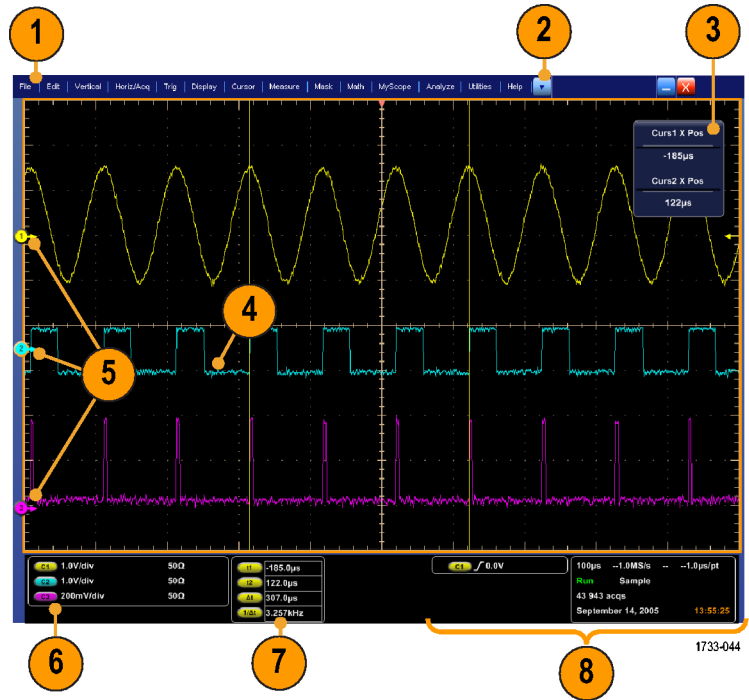 1
2
3
File Edit Vertical Horiz/Acq Trig Display Cursor Measure Mask Math MyScope Analyze Utilities Help
X
Curs1 X Pos
-185µs
Curs2 X Pos
122µs
1
4
2
5
3
C1 1.0V/div 50Ω
C2 1.0V/div 50Ω
C3 200mV/div 50Ω
t1 -185.0µs
t2 122.0µs
Δt 307.0µs
1/Δt 3.257kHz
C1 0.0V
100µs --1.0MS/s -- --1.0µs/pt
Run Sample
43 943 acqs
September 14, 2005 13:55:25
6
7
8
1733-044